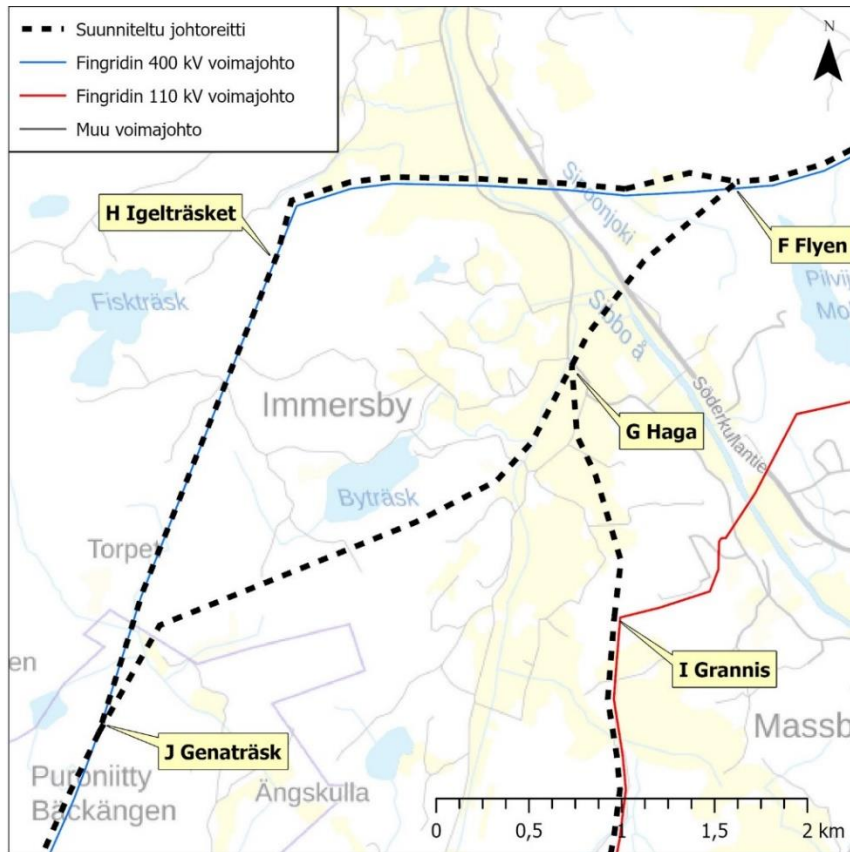 Suunniteltu johtoreitti
Fingridin 400 kV voimajohto
Fingridin 110 kV voimajohto
Muu voimajohto
N
H Igelträsket
Sipoonjoki
F Flyen
Fiskträsk
Sibbo å
Immersby
G Haga
Söderkullantie
Byträsk
Torpet
en
I Grannis
Massb
J Genaträsk
Puroniitty
Bäckängen
Ängskulla
0 0,5 1 1,5 2 km